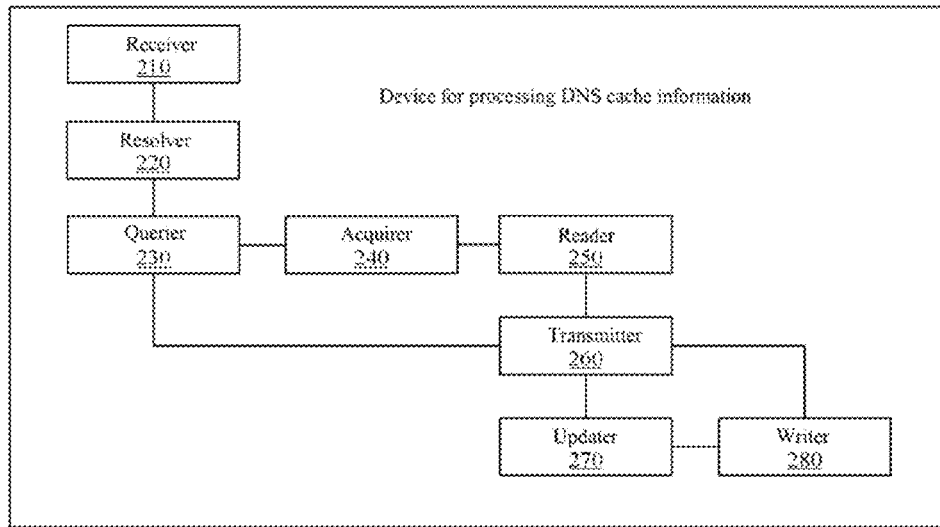 Receiver
210
Device for processing DNS cache information
Resolver
220
Querier
230
Acquirer
240
Reader
250
Transmitter
260
Updater
270
Writer
280